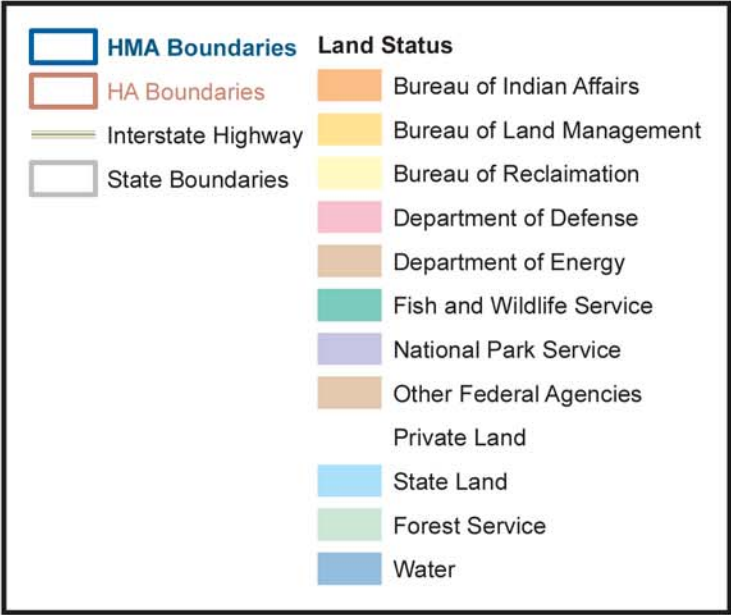 HMA Boundaries
HA Boundaries
Interstate Highway
State Boundaries
Land Status
Bureau of Indian Affairs
Bureau of Land Management
Bureau of Reclaimation
Department of Defense
Department of Energy
Fish and Wildlife Service
National Park Service
Other Federal Agencies
Private Land
State Land
Forest Service
Water